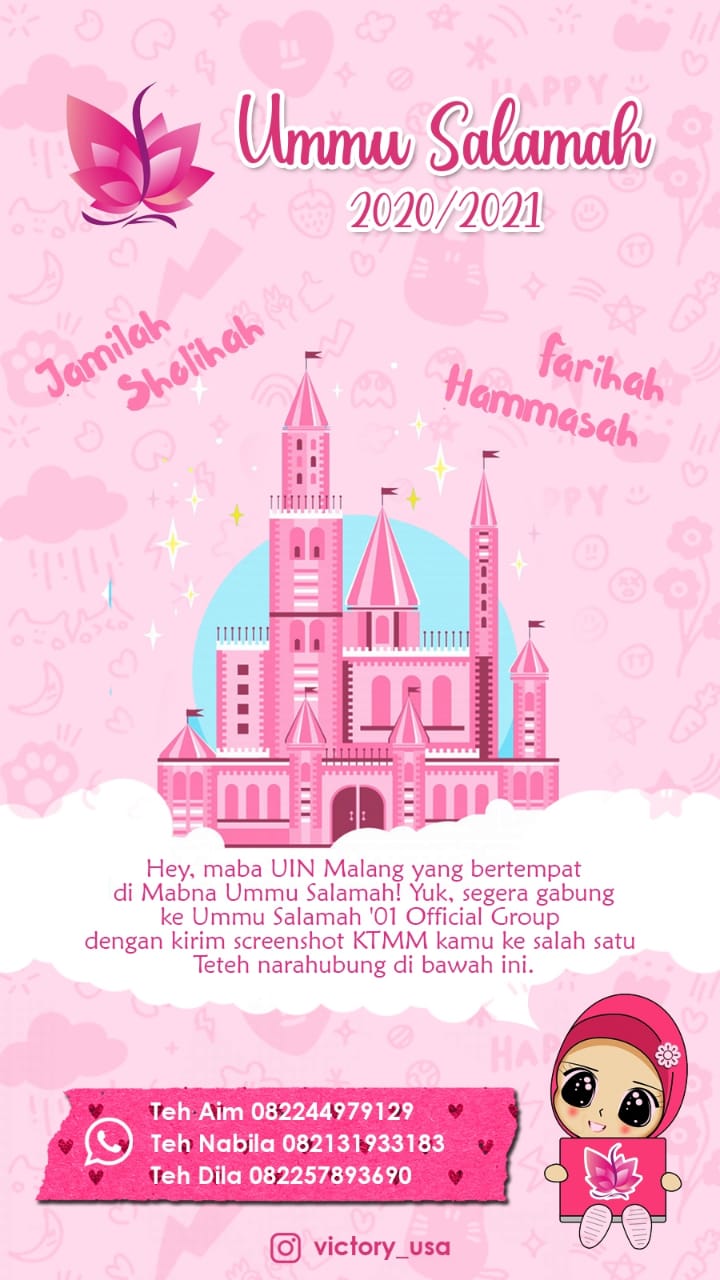 Ummu Salamah
2020/2021
Jamilah
Sholihah
farihah
Hammasah
HAPPY
Hey, maba UIN Malang yang bertempat
di Mabna Ummu Salamah! Yuk, segera gabung
ke Ummu Salamah '01 Official Group
dengan kirim screenshot KTMM kamu ke salah satu
Teteh narahubung di bawah ini.
Teh Aim 082244979129
Teh Nabila 082131933183
Teh Dila 082257893690
victory_usa